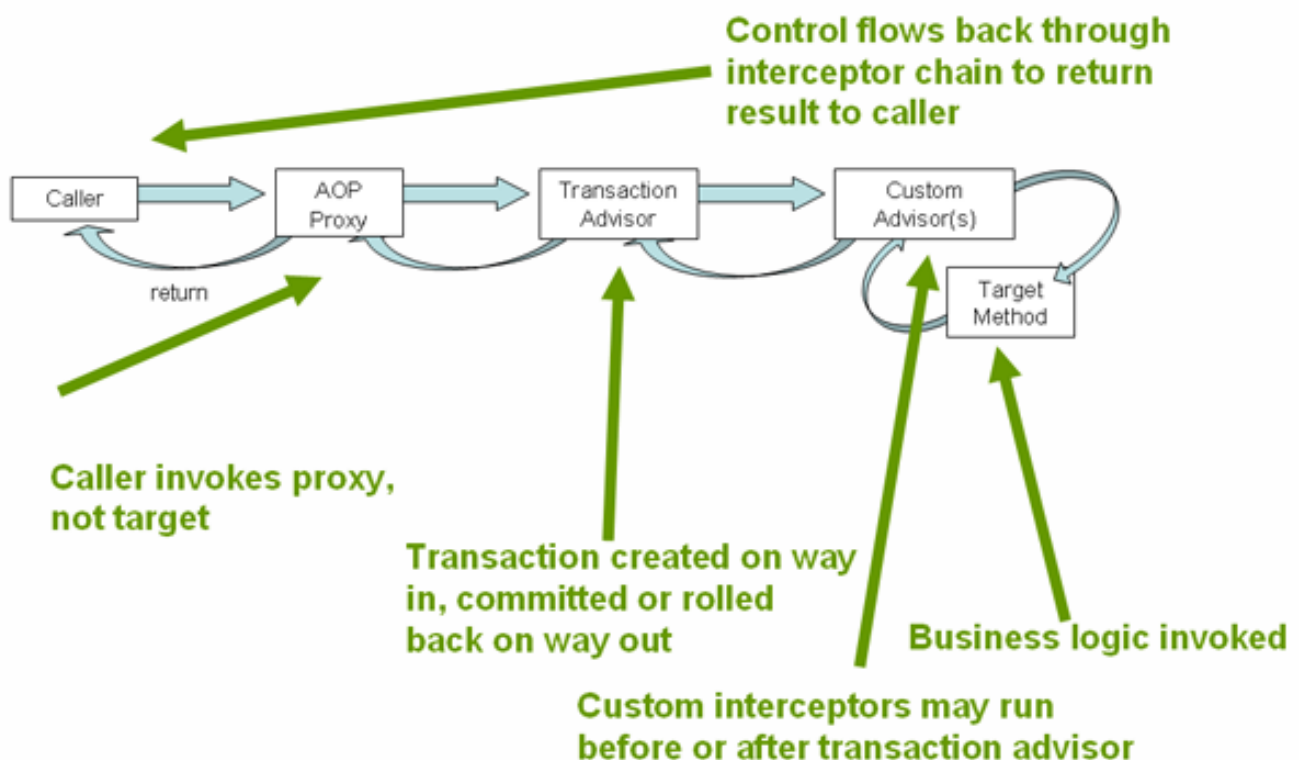 Control flows back through
interceptor chain to return
result to caller
Caller
AOP
Proxy
Transaction
Advisor
Custom
Advisor(s)
return
Target
Method
Caller invokes proxy,
not target
Transaction created on way
in, committed or rolled
back on way out
Business logic invoked
Custom interceptors may run
before or after transaction advisor